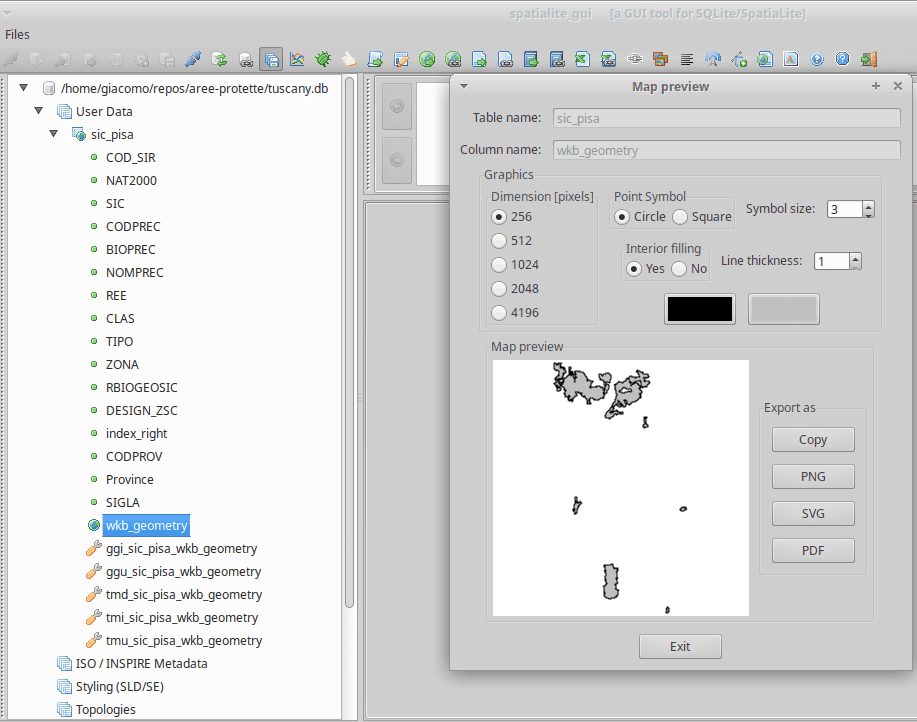 spatialite_gui [a GUI tool for SQLite/SpatiaLite]
Files
/home/giacomo/repos/aree-protette/tuscany.db
User Data
sic_pisa
COD_SIR
NAT2000
SIC
CODPREC
BIOPREC
NOMPREC
REE
CLAS
TIPO
ZONA
RBIOGEOSIC
DESIGN_ZSC
index_right
CODPROV
Province
SIGLA
wkb_geometry
ggi_sic_pisa_wkb_geometry
ggu_sic_pisa_wkb_geometry
tmd_sic_pisa_wkb_geometry
tmi_sic_pisa_wkb_geometry
tmu_sic_pisa_wkb_geometry
ISO / INSPIRE Metadata
Styling (SLD/SE)
Topologies
Map preview
Table name: sic_pisa
Column name: wkb_geometry
Graphics
Dimension [pixels]
256
512
1024
2048
4196
Point Symbol
Circle Square
Symbol size: 3
Interior filling
Yes No
Line thickness: 1
Map preview
Export as
Copy
PNG
SVG
PDF
Exit